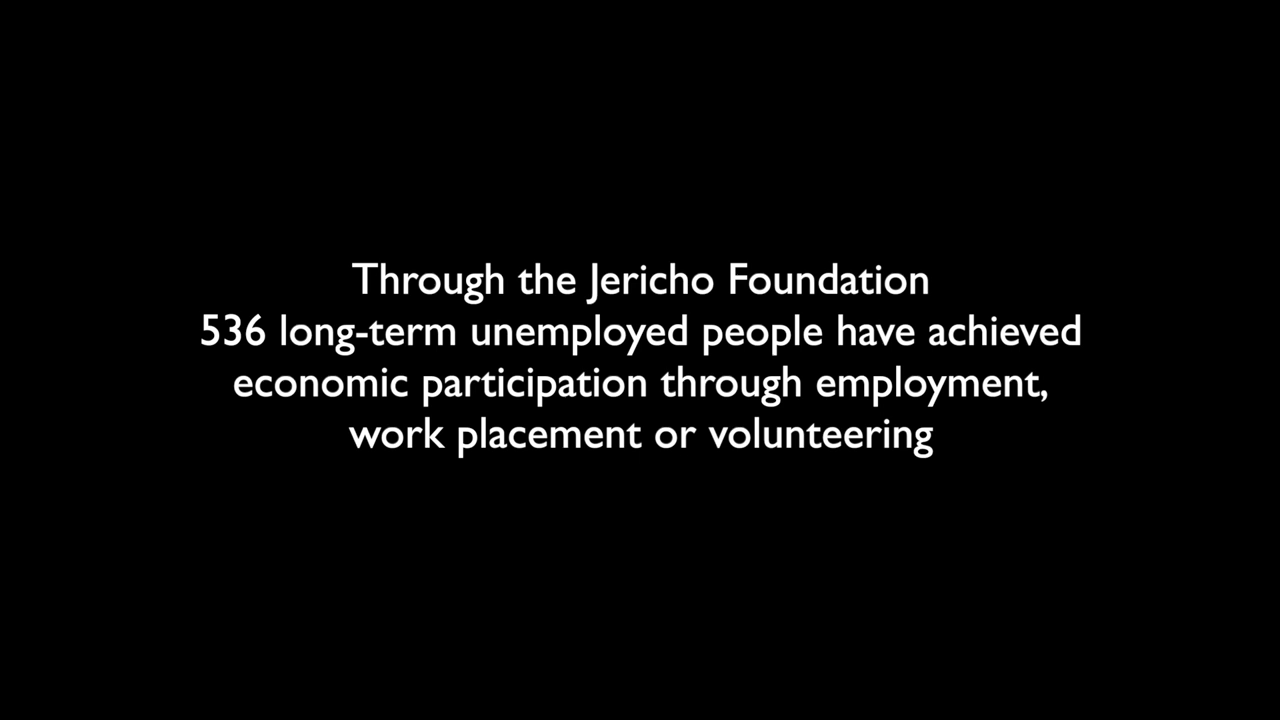 Through the Jericho Foundation
536 long-term unemployed people have achieved
economic participation through employment,
work placement or volunteering